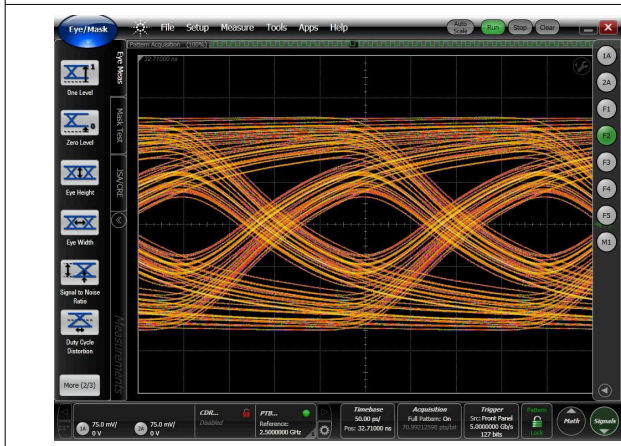 Eye/Mask
File Setup Measure Tools Apps Help
Auto Scale
Run
Stop
Clear
Pattern Acquisition (100%)
32.71000 ns
Eye Meas
Mask Test
JSA/CRE
Measurements
One Level
Zero Level
Eye Height
Eye Width
Signal to Noise
Ratio
Duty Cycle
Distortion
More (2/3)
1A
2A
F1
F2
F3
F4
F5
M1
1A 75.0 mV/
0 V
2A 75.0 mV/
0 V
CDR...
Disabled
PTB...
Reference:
2.5000000 GHz
Timebase
50.00 ps/
Pos: 32.71000 ns
Acquisition
Full Pattern: On
70.99212598 pts/bit
Trigger
Src: Front Panel
5.0000000 Gb/s
127 bits
Pattern
Lock
Math
Signals